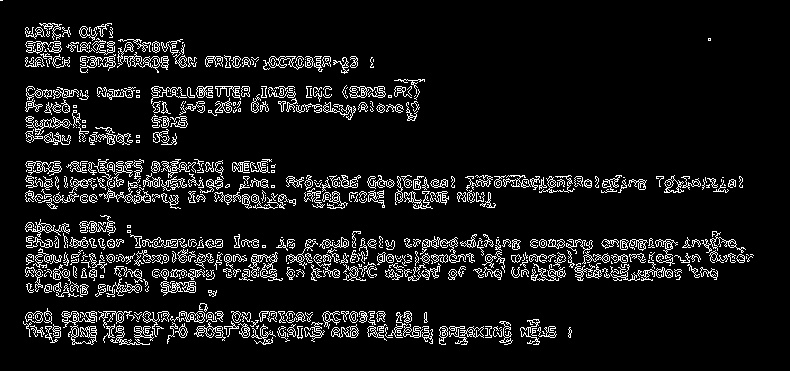 WATCH OUT!
SBNS MAKES A MOVE!
WATCH SBNS TRADE ON FRIDAY OCTOBER 13 !
Company Name: SHALLBETTER INDS INC (SBNS.PK)
Price: $1 (+5.26% On Thursday Alone!)
Symbol: SBNS
5-day Target: $5!
SBNS RELEASES BREAKING NEWS:
Shallbetter Industries, Inc. Provides Geological Information Relating To Initial
Resource Property In Mongolia, READ MORE ONLINE NOW!
About SBNS :
Shallbetter Industries Inc. is a publicly traded mining company engaging in the
acquisition, exploration and potential development of mineral properties in Outer
Mongolia. The company trades on the OTC market of the United States under the
trading symbol SBNS .
ADD SBNS TO YOUR RADAR ON FRIDAY OCTOBER 13 !
THIS ONE IS SET TO POST BIG GAINS AND RELEASE BREAKING NEWS !